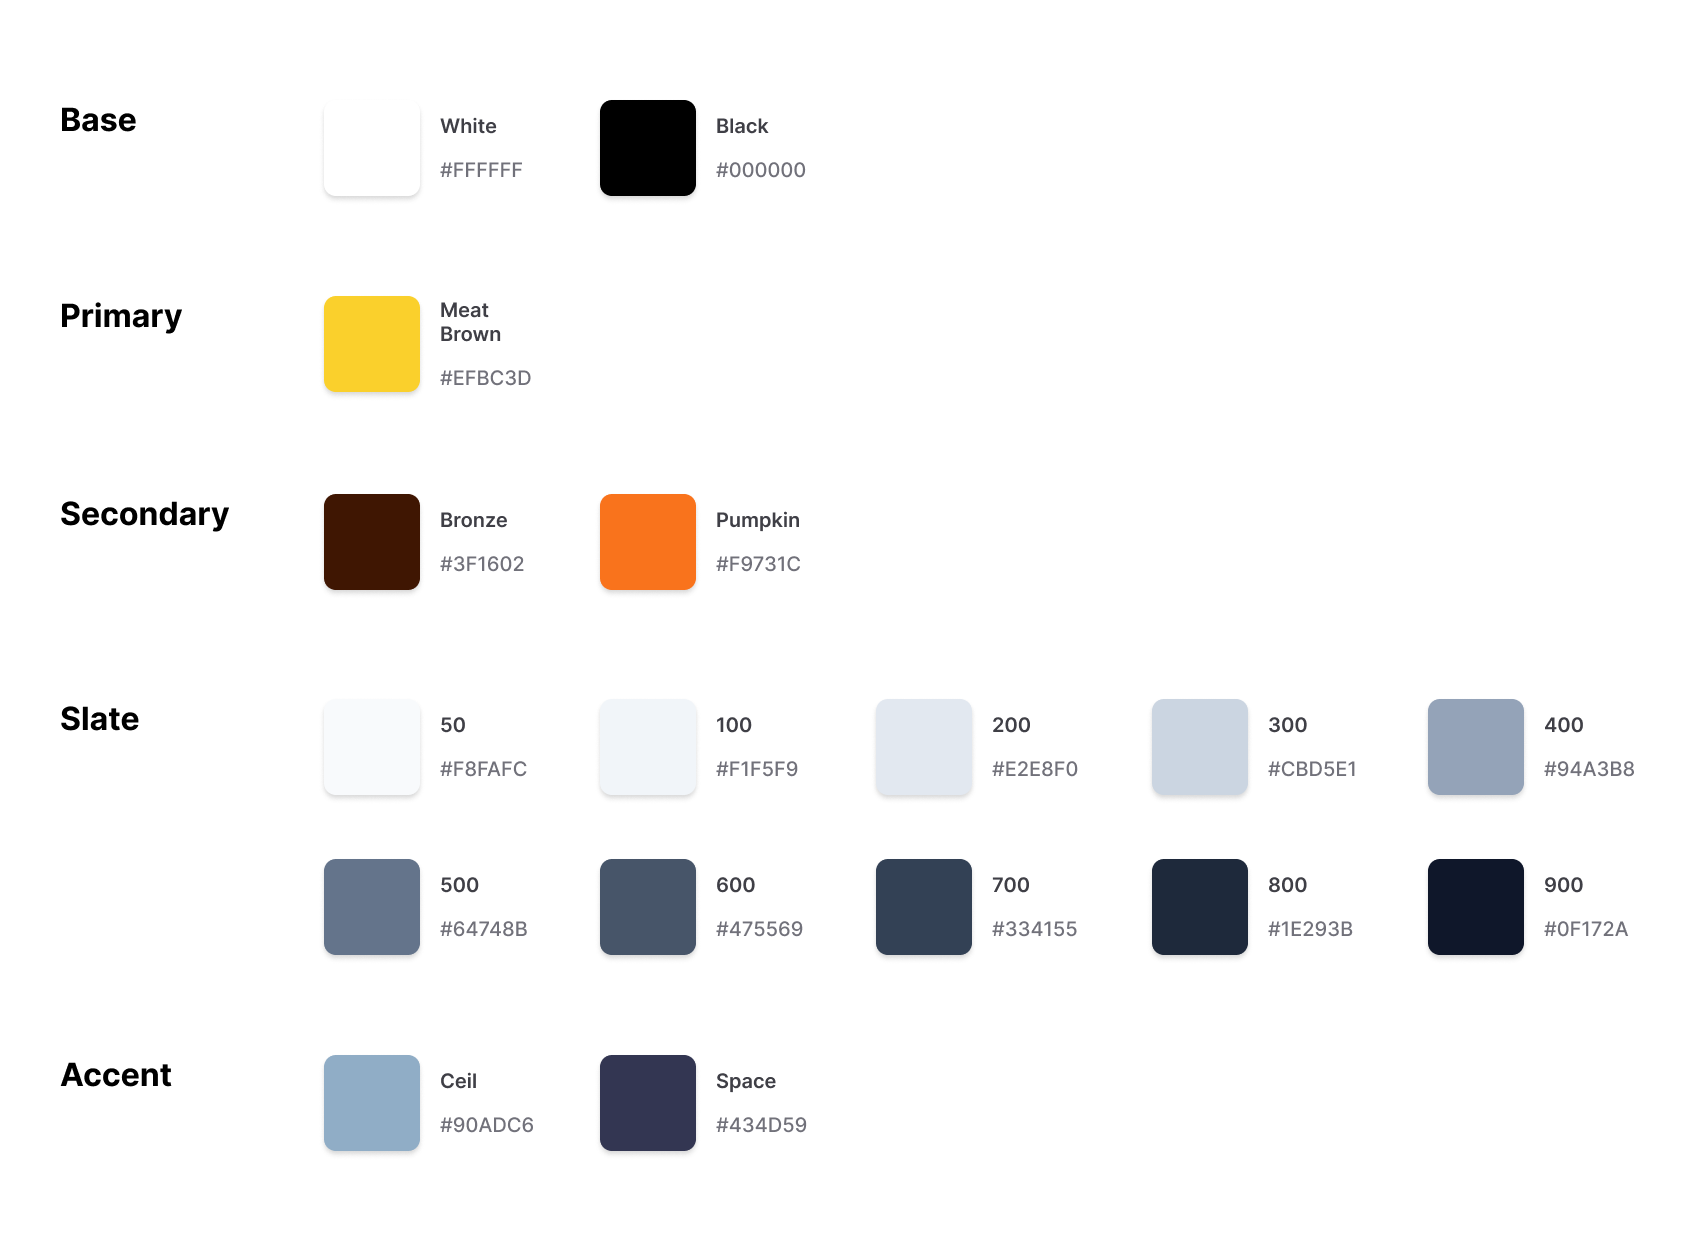 Base
White
#FFFFFF
Black
#000000
Primary
Meat
Brown
#EFBC3D
Secondary
Bronze
#3F1602
Pumpkin
#F9731C
Slate
50
#F8FAFC
100
#F1F5F9
200
#E2E8F0
300
#CBD5E1
400
#94A3B8
500
#64748B
600
#475569
700
#334155
800
#1E293B
900
#0F172A
Accent
Ceil
#90ADC6
Space
#434D59